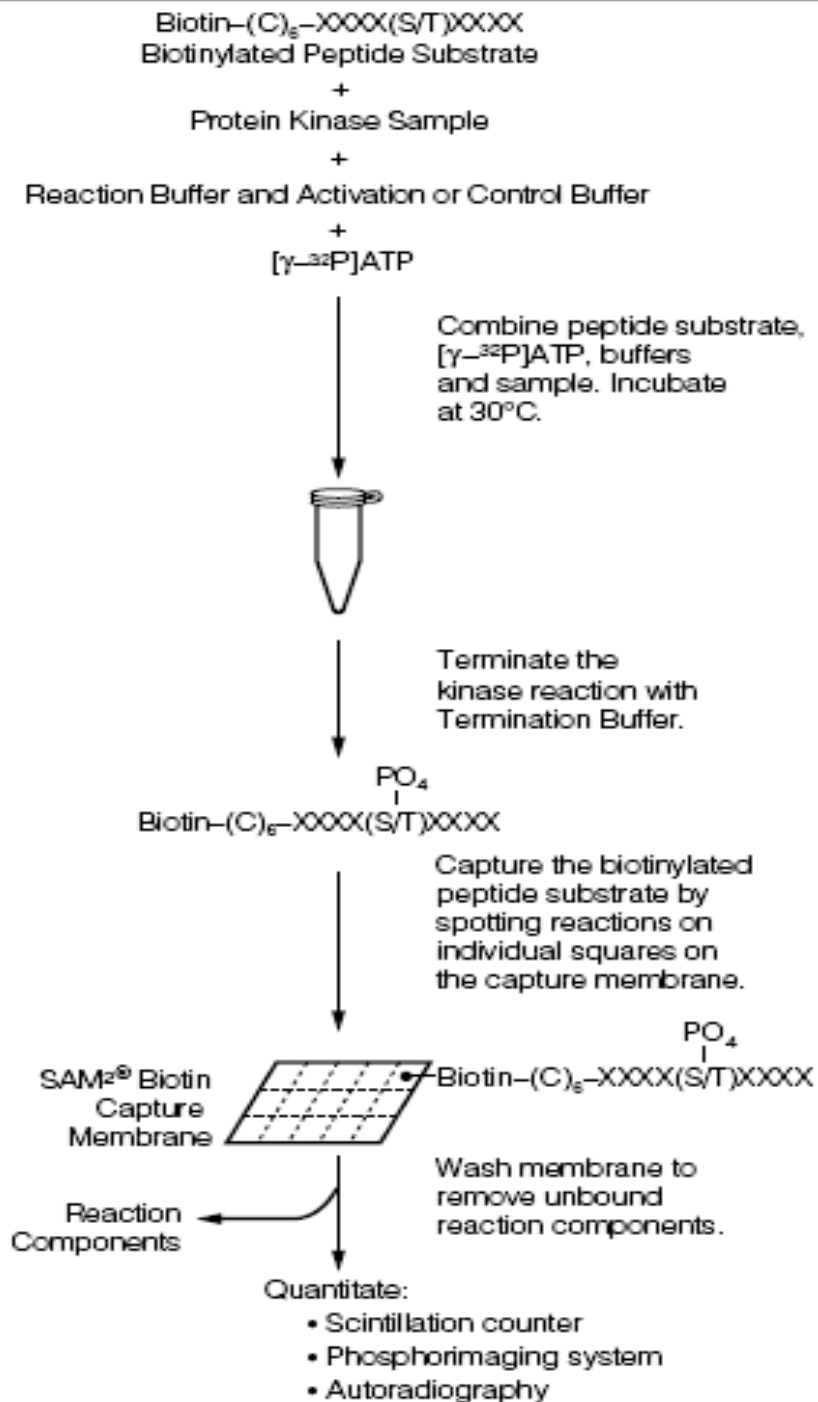 Biotin–(C)₆–XXXX(S/T)XXXX
Biotinylated Peptide Substrate
+
Protein Kinase Sample
+
Reaction Buffer and Activation or Control Buffer
+
[γ–³²P]ATP
Combine peptide substrate,
[γ–³²P]ATP, buffers
and sample. Incubate
at 30°C.
Terminate the
kinase reaction with
Termination Buffer.
PO₄
Biotin–(C)₆–XXXX(S/T)XXXX
Capture the biotinylated
peptide substrate by
spotting reactions on
individual squares on
the capture membrane.
PO₄
Biotin–(C)₆–XXXX(S/T)XXXX
SAM²® Biotin
Capture
Membrane
Wash membrane to
remove unbound
reaction components.
Reaction
Components
Quantitate:
• Scintillation counter
• Phosphorimaging system
• Autoradiography